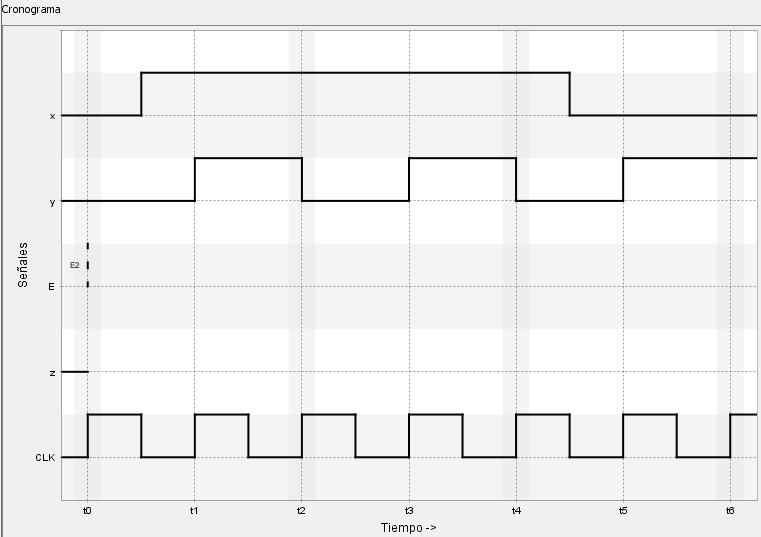 Cronograma
x
y
Señales
E2
E
z
CLK
t0 t1 t2 t3 t4 t5 t6
Tiempo ->